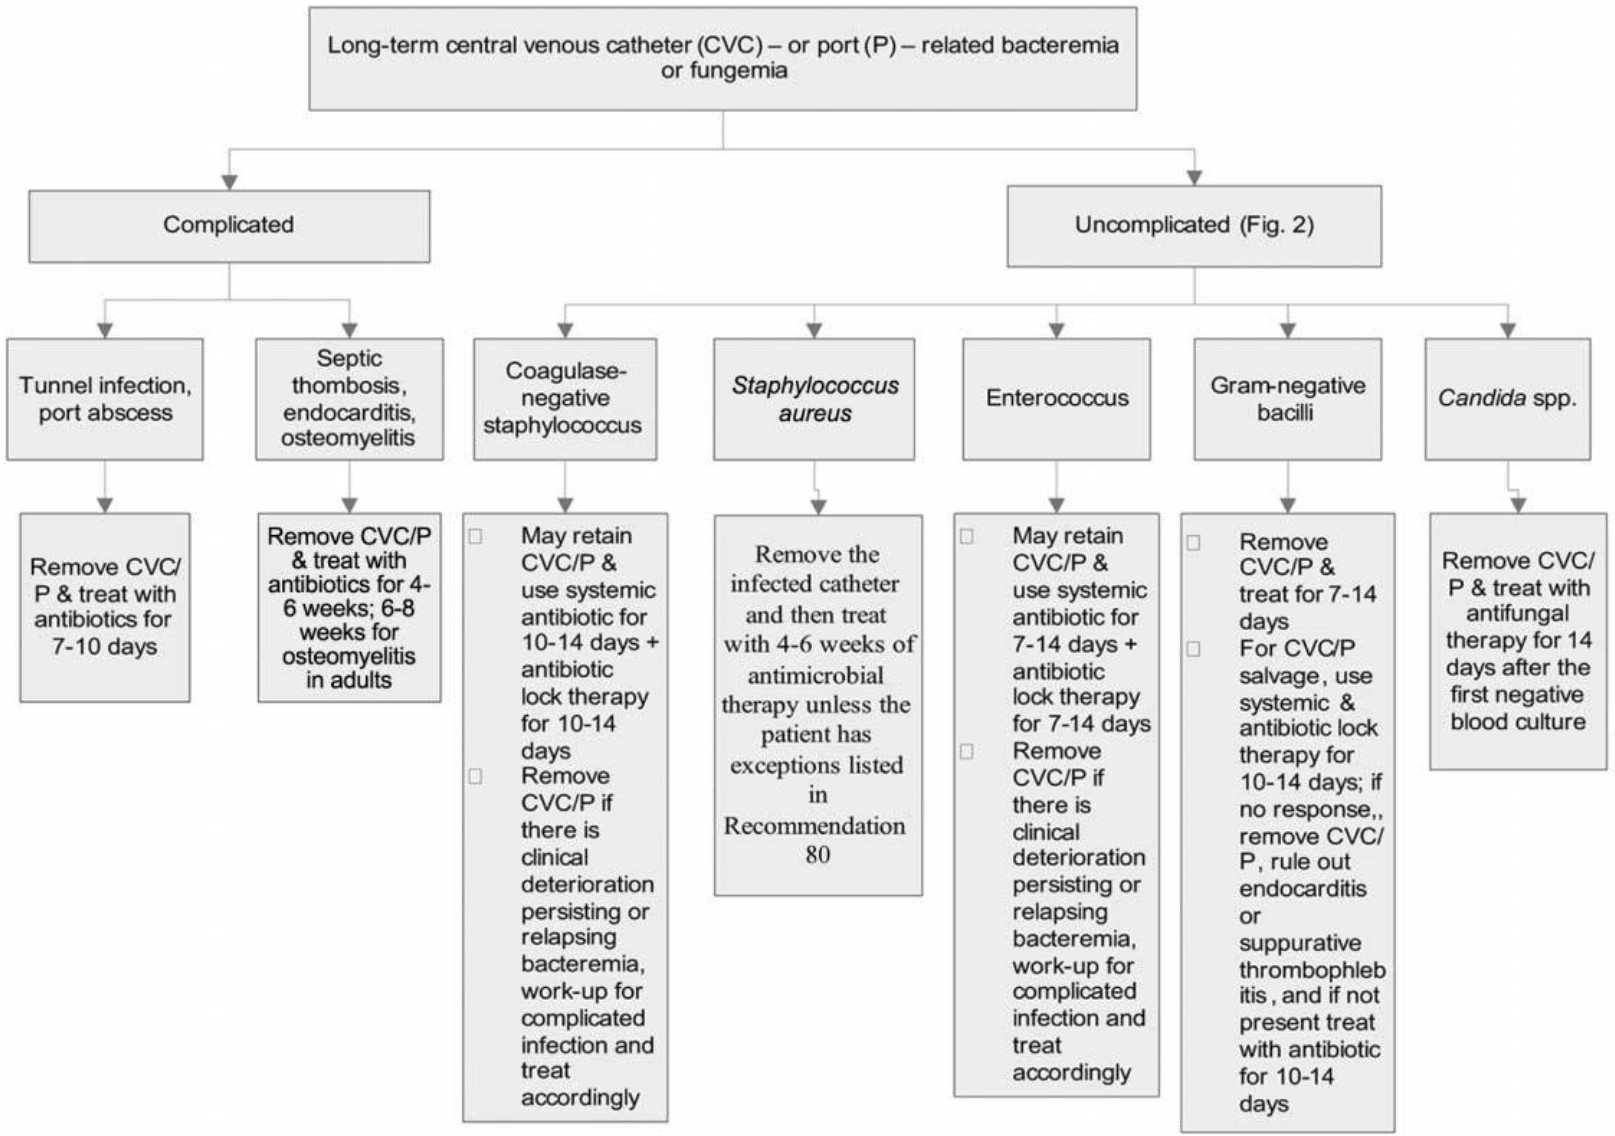 Long-term central venous catheter (CVC) – or port (P) – related bacteremia
or fungemia
Complicated
Uncomplicated (Fig. 2)
Tunnel infection,
port abscess
Septic
thombosis,
endocarditis,
osteomyelitis
Coagulase-
negative
staphylococcus
Staphylococcus
aureus
Enterococcus
Gram-negative
bacilli
Candida spp.
Remove CVC/
P & treat with
antibiotics for
7-10 days
Remove CVC/P
& treat with
antibiotics for 4-
6 weeks; 6-8
weeks for
osteomyelitis
in adults
May retain
CVC/P &
use systemic
antibiotic for
10-14 days +
antibiotic
lock therapy
for 10-14
days
Remove
CVC/P if
there is
clinical
deterioration
persisting or
relapsing
bacteremia,
work-up for
complicated
infection and
treat
accordingly
Remove the
infected catheter
and then treat
with 4-6 weeks of
antimicrobial
therapy unless the
patient has
exceptions listed
in
Recommendation
80
May retain
CVC/P &
use systemic
antibiotic for
7-14 days +
antibiotic
lock therapy
for 7-14 days
Remove
CVC/P if
there is
clinical
deterioration
persisting or
relapsing
bacteremia,
work-up for
complicated
infection and
treat
accordingly
Remove
CVC/P &
treat for 7-14
days
For CVC/P
salvage, use
systemic &
antibiotic lock
therapy for
10-14 days; if
no response,,
remove CVC/
P, rule out
endocarditis
or
suppurative
thrombophleb
itis, and if not
present treat
with antibiotic
for 10-14
days
Remove CVC/
P & treat with
antifungal
therapy for 14
days after the
first negative
blood culture